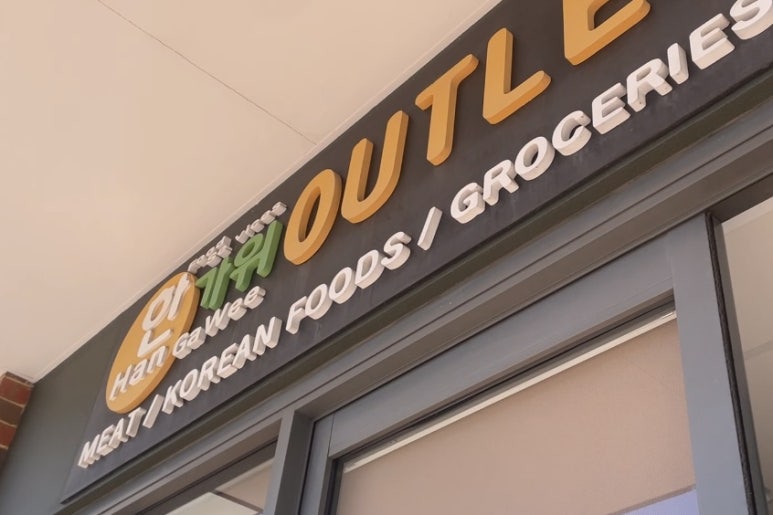 한가위 OUTLE
Han GaWee
MEAT / KOREAN FOODS / GROCERIES